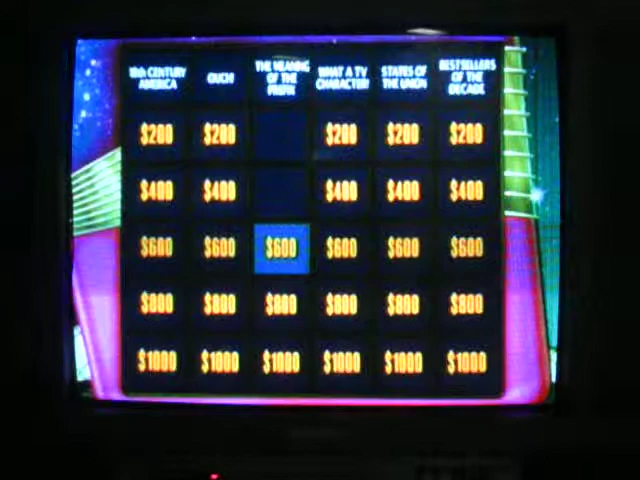 18th CENTURY
AMERICA
OUCH!
THE MEANING
OF THE
PREFIX
WHAT A TV
CHARACTER!
STATES OF
THE UNION
BESTSELLERS
OF THE
DECADE
$200 $200 $200 $200 $200
$400 $400 $400 $400 $400
$600 $600 $600 $600 $600 $600
$800 $800 $800 $800 $800 $800
$1000 $1000 $1000 $1000 $1000 $1000